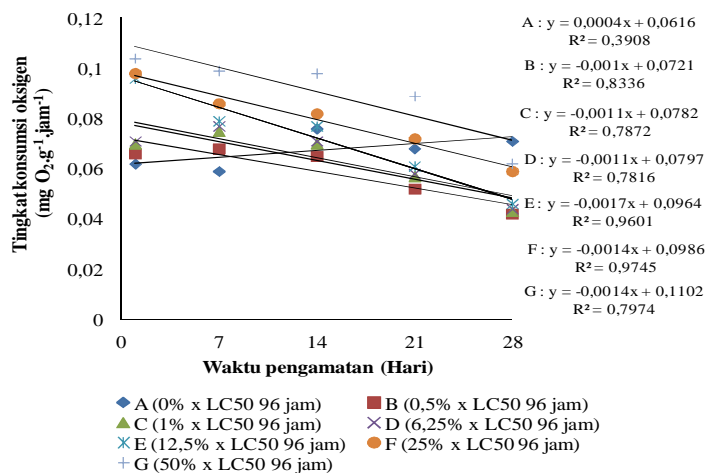 Tingkat konsumsi oksigen
(mg O₂.g⁻¹.jam⁻¹)
0,12
0,1
0,08
0,06
0,04
0,02
0
0 7 14 21 28
Waktu pengamatan (Hari)
A : y = 0,0004x + 0,0616
R² = 0,3908
B : y = -0,001x + 0,0721
R² = 0,8336
C : y = -0,0011x + 0,0782
R² = 0,7872
D : y = -0,0011x + 0,0797
R² = 0,7816
E : y = -0,0017x + 0,0964
R² = 0,9601
F : y = -0,0014x + 0,0986
R² = 0,9745
G : y = -0,0014x + 0,1102
R² = 0,7974
A (0% x LC50 96 jam) B (0,5% x LC50 96 jam)
C (1% x LC50 96 jam) D (6,25% x LC50 96 jam)
E (12,5% x LC50 96 jam) F (25% x LC50 96 jam)
G (50% x LC50 96 jam)